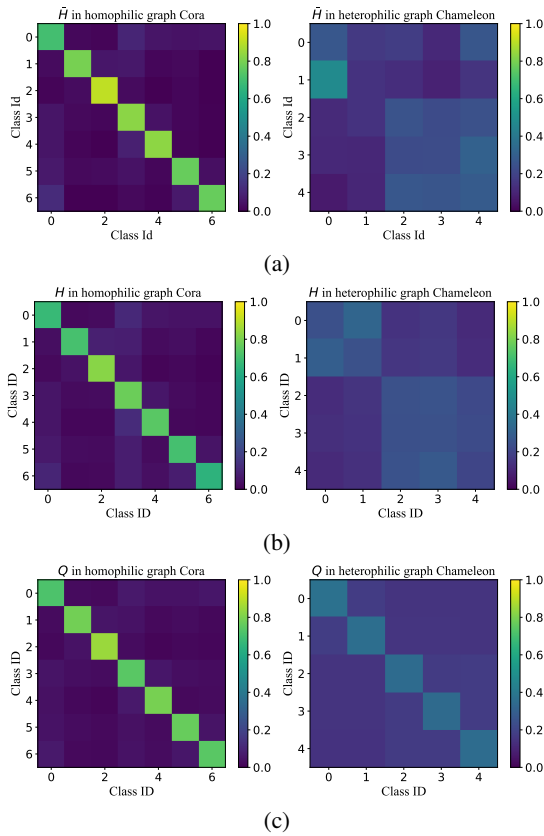 H̄ in homophilic graph Cora
H̄ in heterophilic graph Chameleon
0
1
2
3
4
5
6
Class Id
0 2 4 6
Class Id
1.0
0.8
0.6
0.4
0.2
0.0
0
1
2
3
4
Class Id
0 1 2 3 4
Class Id
1.0
0.8
0.6
0.4
0.2
0.0
(a)
H in homophilic graph Cora
H in heterophilic graph Chameleon
0
1
2
3
4
5
6
Class ID
0 2 4 6
Class ID
1.0
0.8
0.6
0.4
0.2
0.0
0
1
2
3
4
Class ID
0 1 2 3 4
Class ID
1.0
0.8
0.6
0.4
0.2
0.0
(b)
Q in homophilic graph Cora
Q in heterophilic graph Chameleon
0
1
2
3
4
5
6
Class ID
0 2 4 6
Class ID
1.0
0.8
0.6
0.4
0.2
0.0
0
1
2
3
4
Class ID
0 1 2 3 4
Class ID
1.0
0.8
0.6
0.4
0.2
0.0
(c)